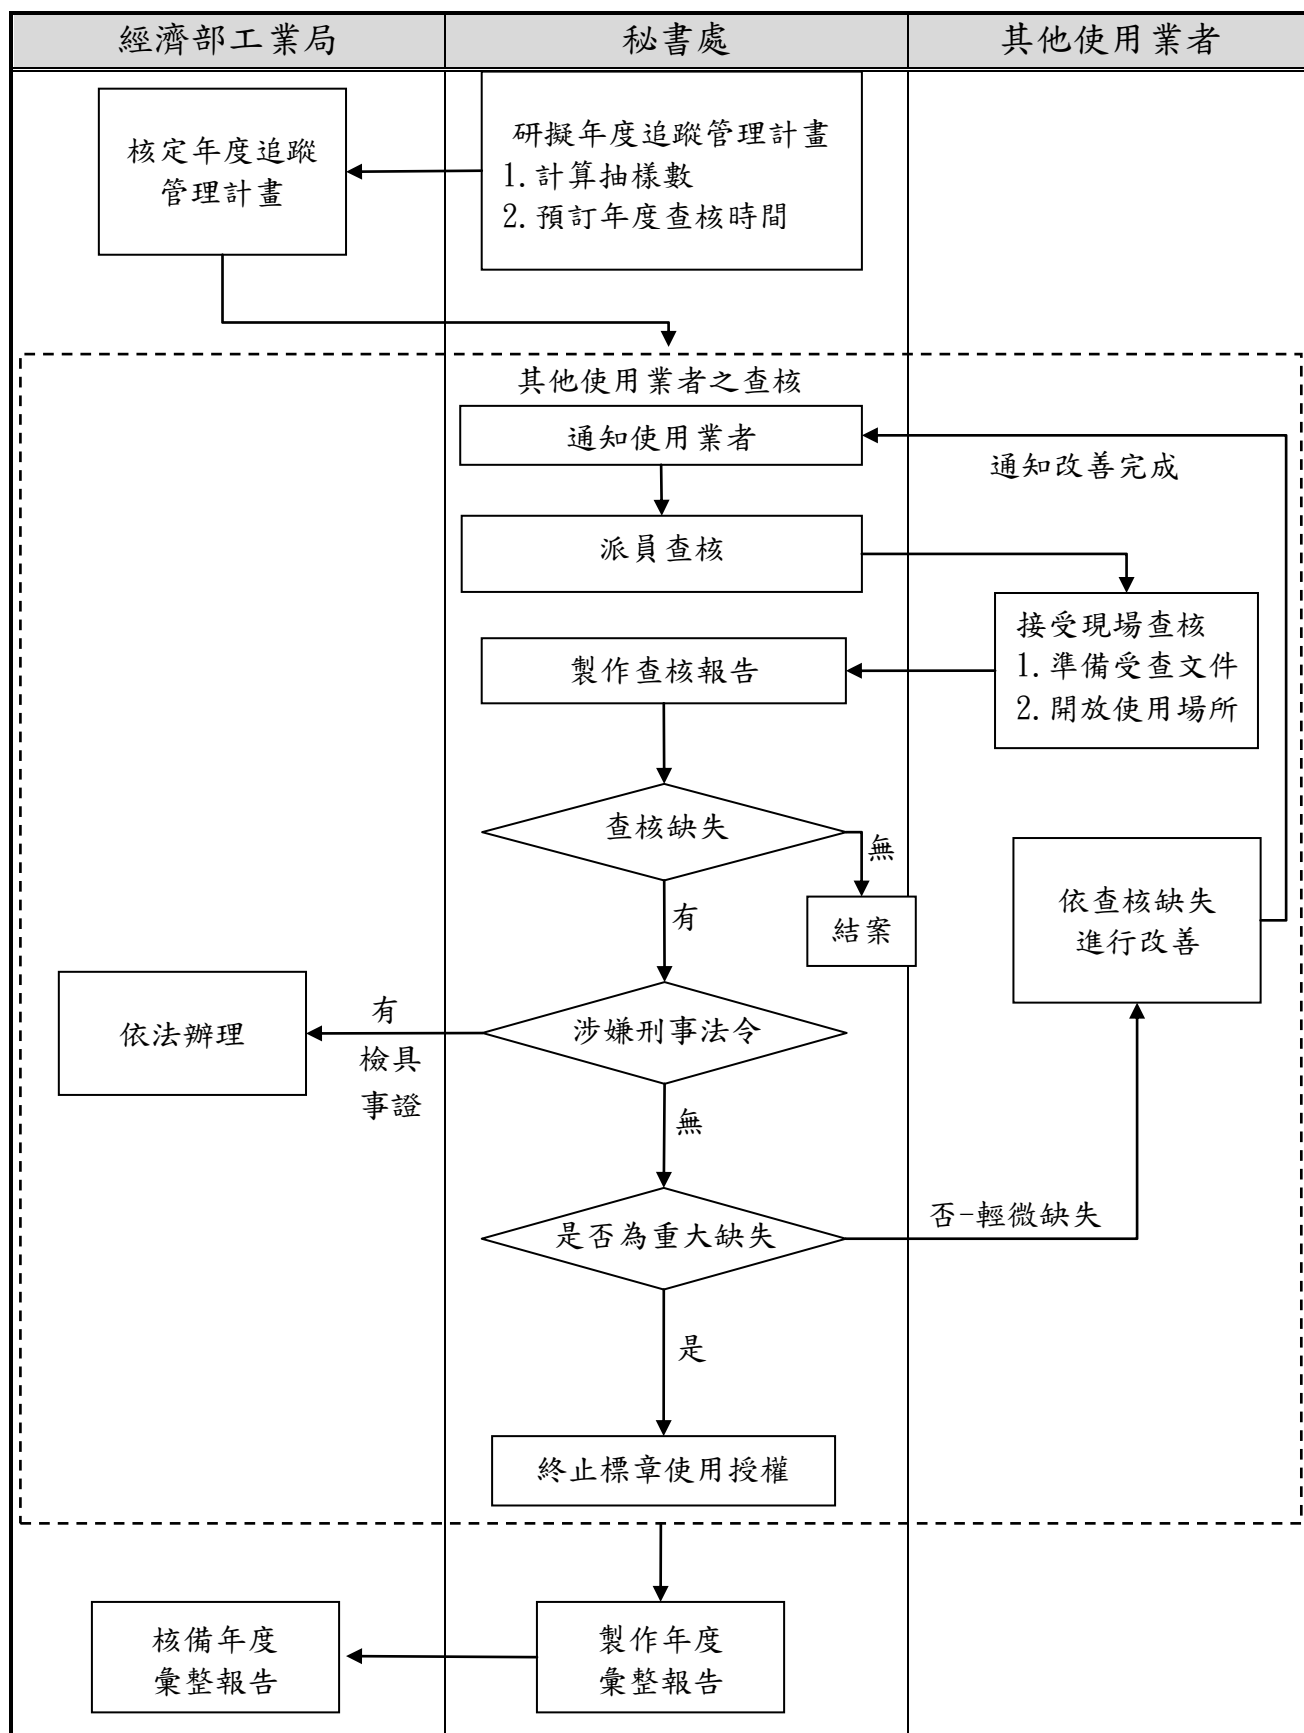 經濟部工業局
秘書處
其他使用業者
核定年度追蹤
管理計畫
研擬年度追蹤管理計畫
1.計算抽樣數
2.預訂年度查核時間
其他使用業者之查核
通知使用業者
通知改善完成
派員查核
接受現場查核
1.準備受查文件
2.開放使用場所
製作查核報告
查核缺失
無
結案
有
依查核缺失
進行改善
涉嫌刑事法令
有
檢具
事證
依法辦理
無
是否為重大缺失
否-輕微缺失
是
終止標章使用授權
製作年度
彙整報告
核備年度
彙整報告